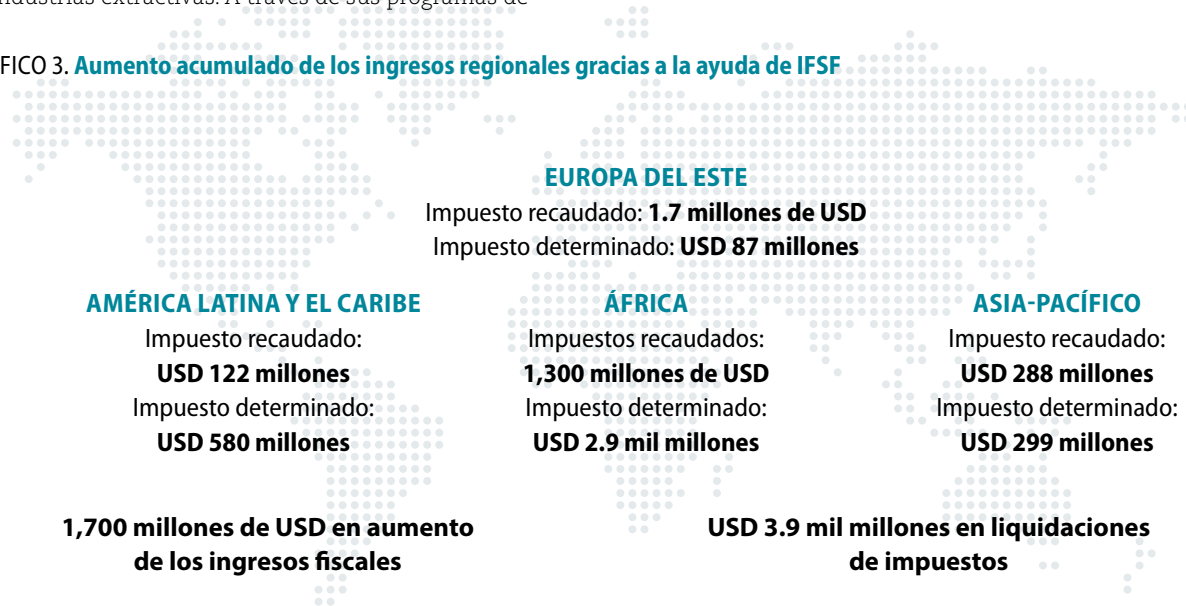 ndustrias extractivas. A través de sus programas de
FICO 3. Aumento acumulado de los ingresos regionales gracias a la ayuda de IFSF
EUROPA DEL ESTE
Impuesto recaudado: 1.7 millones de USD
Impuesto determinado: USD 87 millones
AMÉRICA LATINA Y EL CARIBE
Impuesto recaudado:
USD 122 millones
Impuesto determinado:
USD 580 millones
ÁFRICA
Impuestos recaudados:
1,300 millones de USD
Impuesto determinado:
USD 2.9 mil millones
ASIA-PACÍFICO
Impuesto recaudado:
USD 288 millones
Impuesto determinado:
USD 299 millones
1,700 millones de USD en aumento
de los ingresos fiscales
USD 3.9 mil millones en liquidaciones
de impuestos